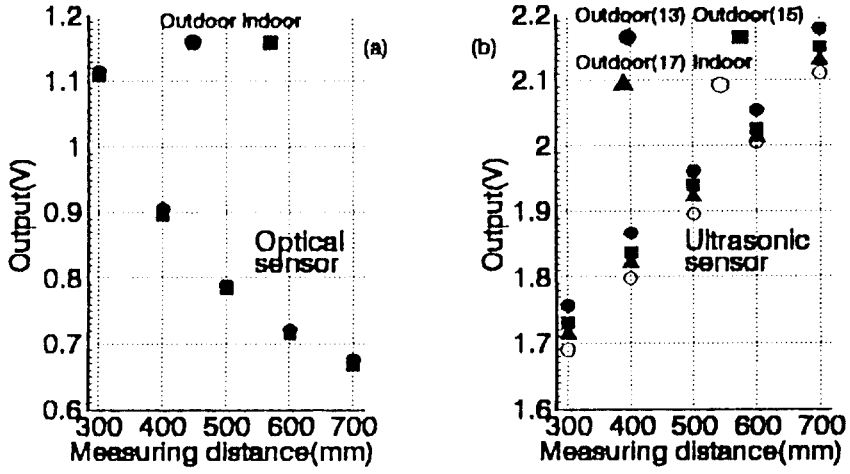 Outdoor Indoor
(a)
1.2
1.1
1
0.9
0.8
0.7
0.6
Output(V)
Optical
sensor
300 400 500 600 700
Measuring distance(mm)
(b)
Outdoor(13) Outdoor(15)
Outdoor(17) Indoor
2.2
2.1
2
1.9
1.8
1.7
1.6
Output(V)
Ultrasonic
sensor
300 400 500 600 700
Measuring distance(mm)